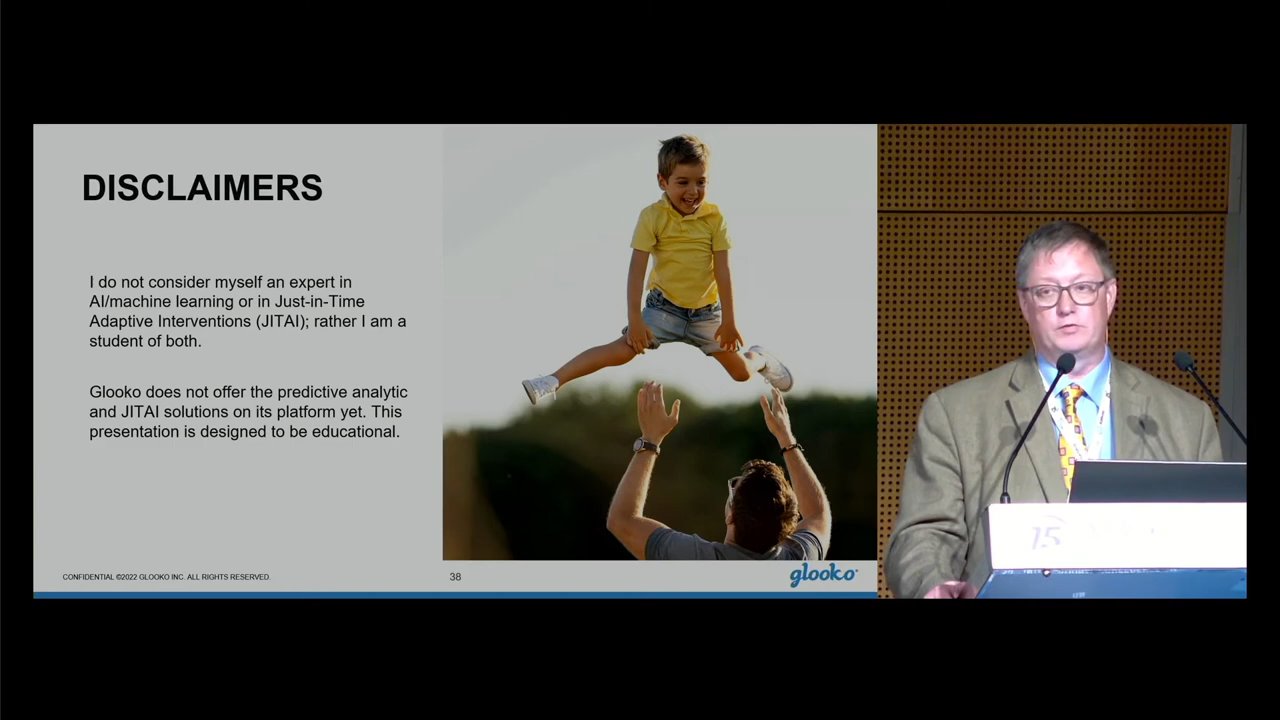 DISCLAIMERS
I do not consider myself an expert in
AI/machine learning or in Just-in-Time
Adaptive Interventions (JITAI); rather I am a
student of both.
Glooko does not offer the predictive analytic
and JITAI solutions on its platform yet. This
presentation is designed to be educational.
CONFIDENTIAL ©2022 GLOOKO INC. ALL RIGHTS RESERVED.
38
glooko
15